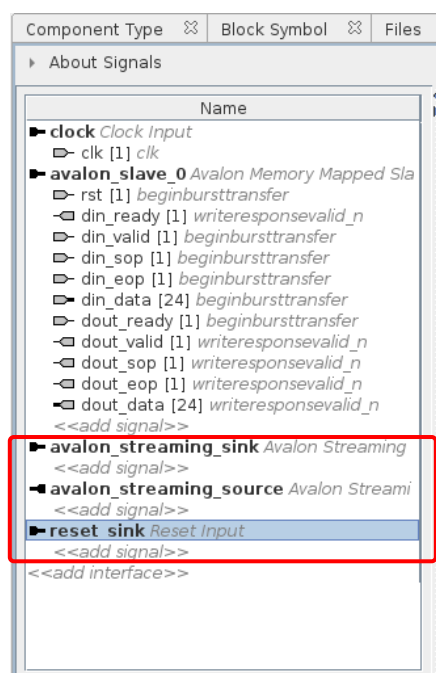 Component Type Block Symbol Files
About Signals
Name
clock Clock Input
clk [1] clk
avalon_slave_0 Avalon Memory Mapped Sla
rst [1] beginbursttransfer
din_ready [1] writeresponsevalid_n
din_valid [1] beginbursttransfer
din_sop [1] beginbursttransfer
din_eop [1] beginbursttransfer
din_data [24] beginbursttransfer
dout_ready [1] beginbursttransfer
dout_valid [1] writeresponsevalid_n
dout_sop [1] writeresponsevalid_n
dout_eop [1] writeresponsevalid_n
dout_data [24] writeresponsevalid_n
<<add signal>>
avalon_streaming_sink Avalon Streaming
<<add signal>>
avalon_streaming_source Avalon Streami
<<add signal>>
reset_sink Reset Input
<<add signal>>
<<add interface>>